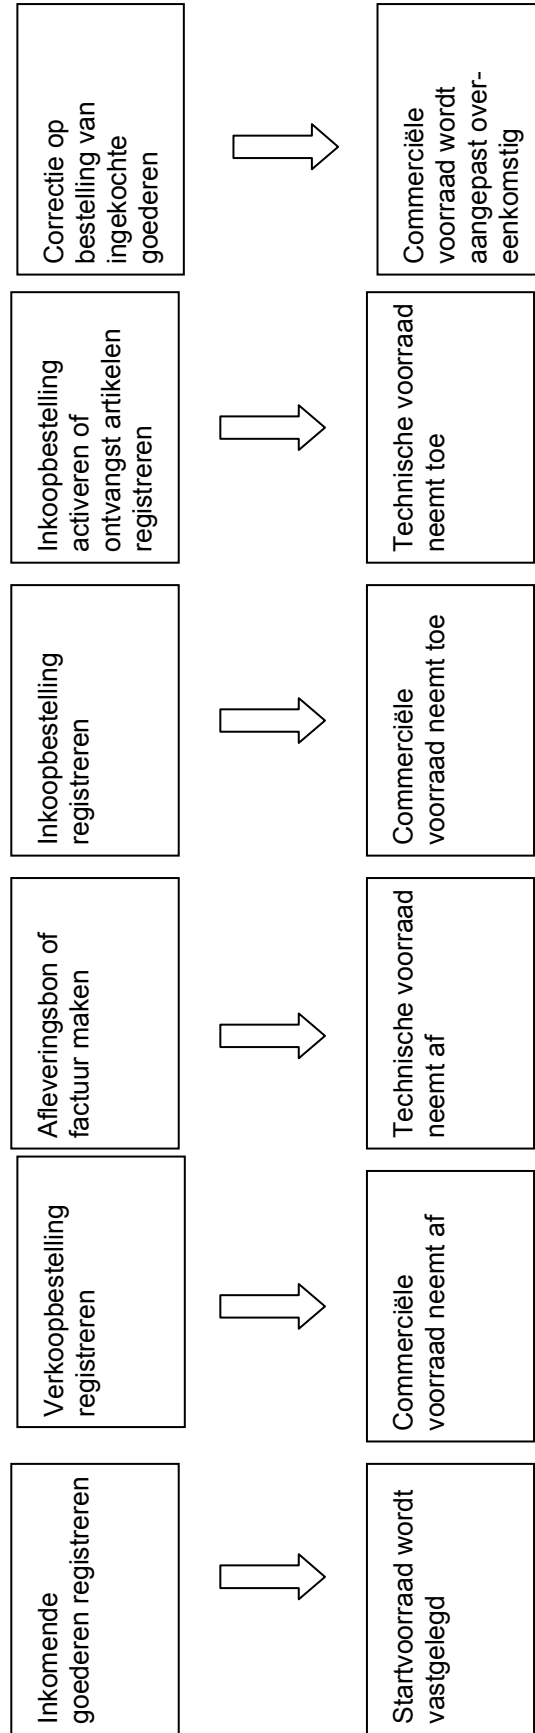 Inkomende
goederen registreren
Verkoopbestelling
registreren
Afleveringsbon of
factuur maken
Inkoopbestelling
registreren
Inkoopbestelling
activeren of
ontvangst artikelen
registreren
Correctie op
bestelling van
ingekochte
goederen
Startvoorraad wordt
vastgelegd
Commerciële
voorraad neemt af
Technische voorraad
neemt af
Commerciële
voorraad neemt toe
Technische voorraad
neemt toe
Commerciële
voorraad wordt
aangepast over-
eenkomstig